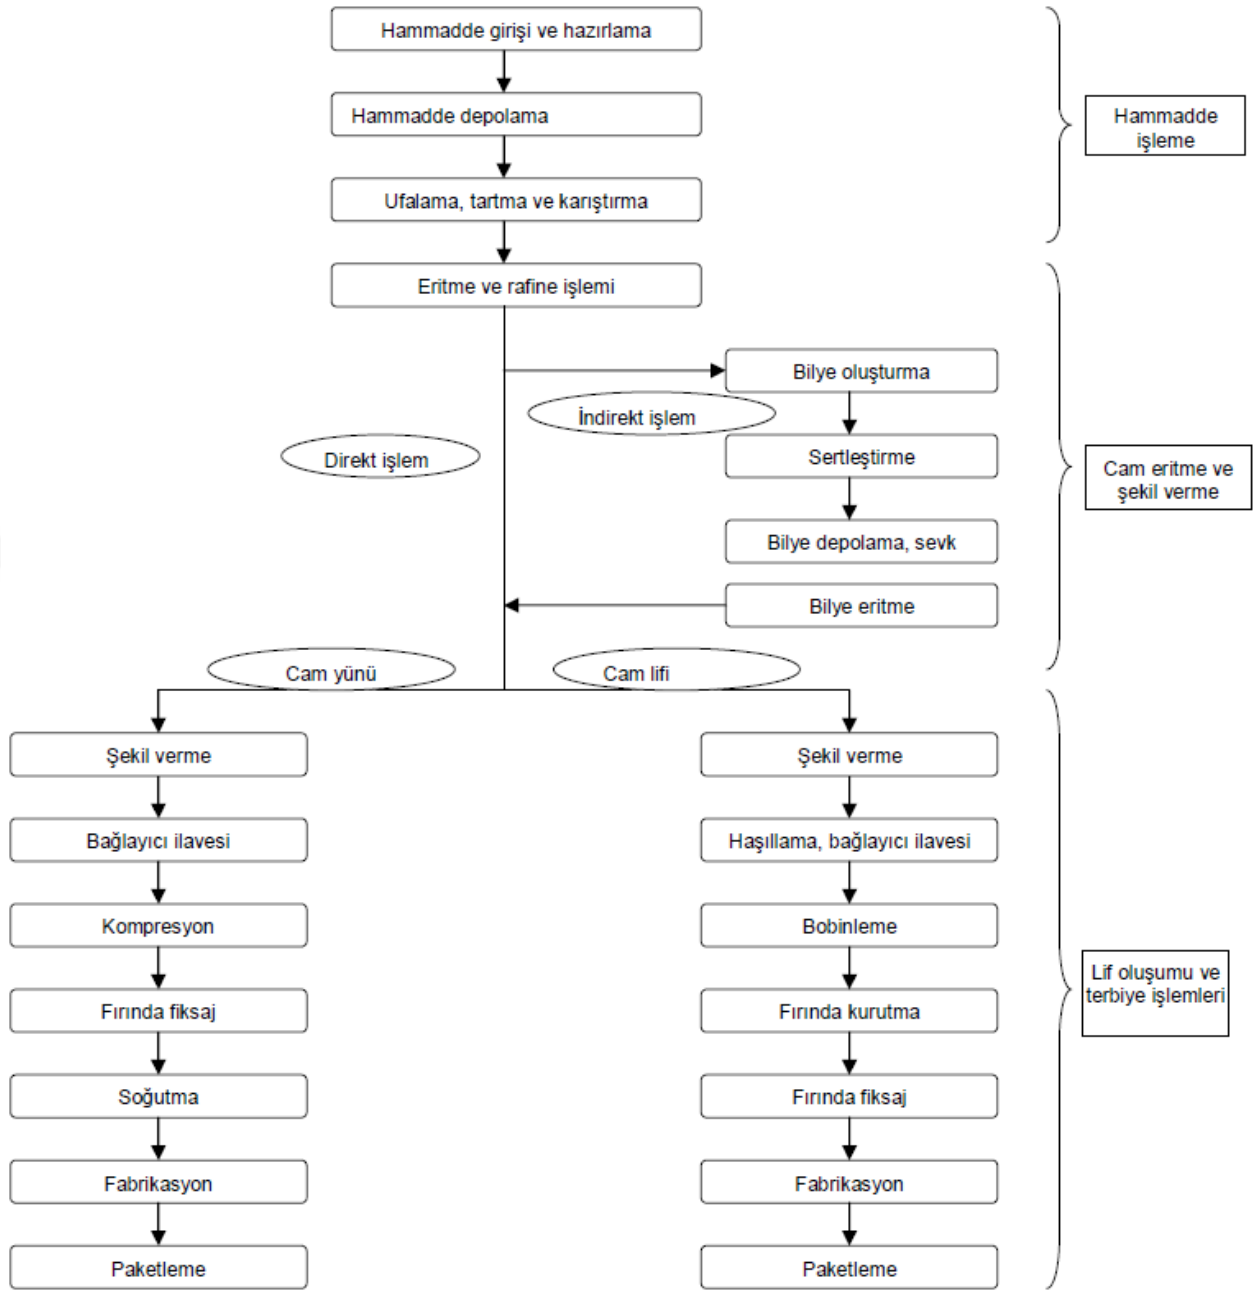 Hammadde girişi ve hazırlama
Hammadde depolama
Hammadde
işleme
Ufalama, tartma ve karıştırma
Eritme ve rafine işlemi
Bilye oluşturma
İndirekt işlem
Direkt işlem
Sertleştirme
Cam eritme ve
şekil verme
Bilye depolama, sevk
Bilye eritme
Cam yünü
Cam lifi
Şekil verme
Şekil verme
Bağlayıcı ilavesi
Haşıllama, bağlayıcı ilavesi
Kompresyon
Bobinleme
Lif oluşumu ve
terbiye işlemleri
Fırında fiksaj
Fırında kurutma
Soğutma
Fırında fiksaj
Fabrikasyon
Fabrikasyon
Paketleme
Paketleme